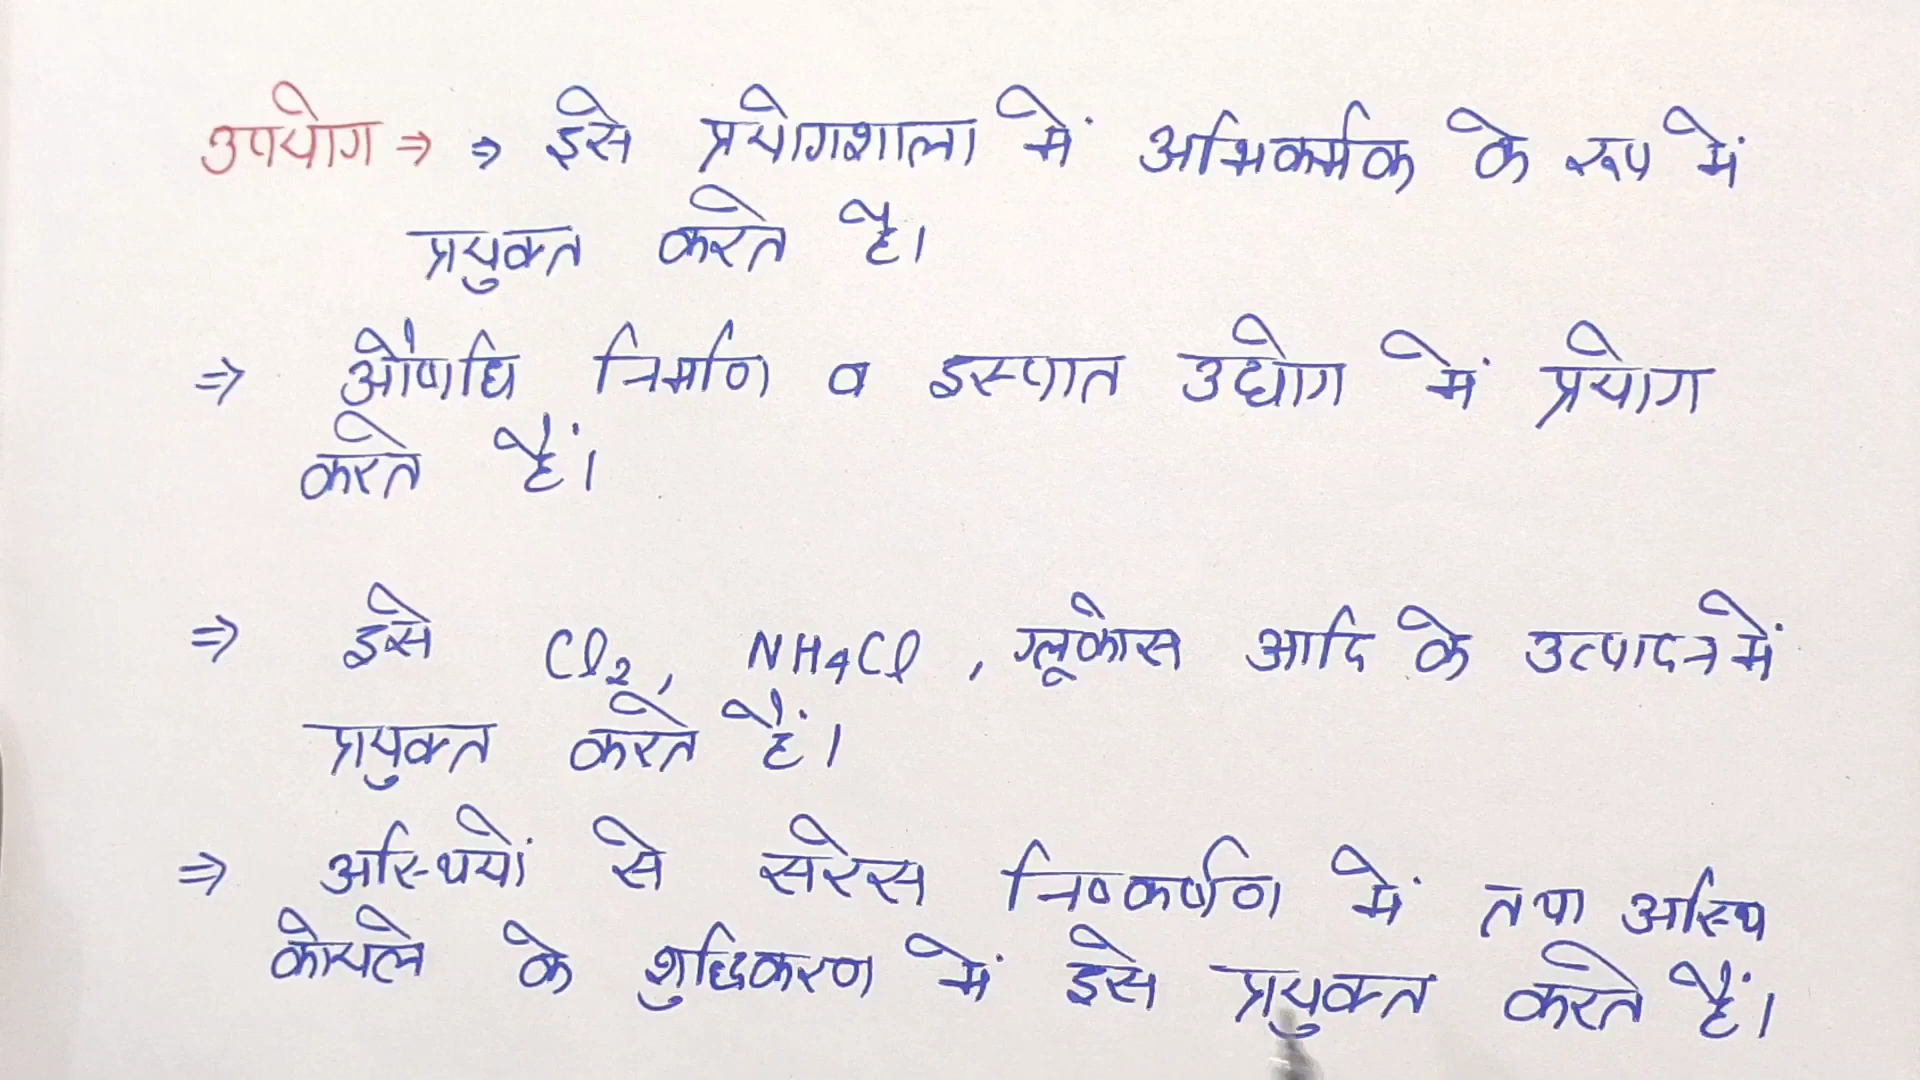 उपयोग ⇒ ⇒ इसे प्रयोगशाला में अभिकर्मक के रूप में
प्रयुक्त करते है।
⇒ औषधि निर्माण व इस्पात उद्योग में प्रयोग
करते हैं।
⇒ इसे Cl₂, NH₄Cl , ग्लूकोस आदि के उत्पादन में
प्रयुक्त करते हैं।
⇒ अस्थियों से सरेस निष्कर्षण में तथा अस्थि
कोयले के शुद्धिकरण में इसे प्रयुक्त करते हैं।